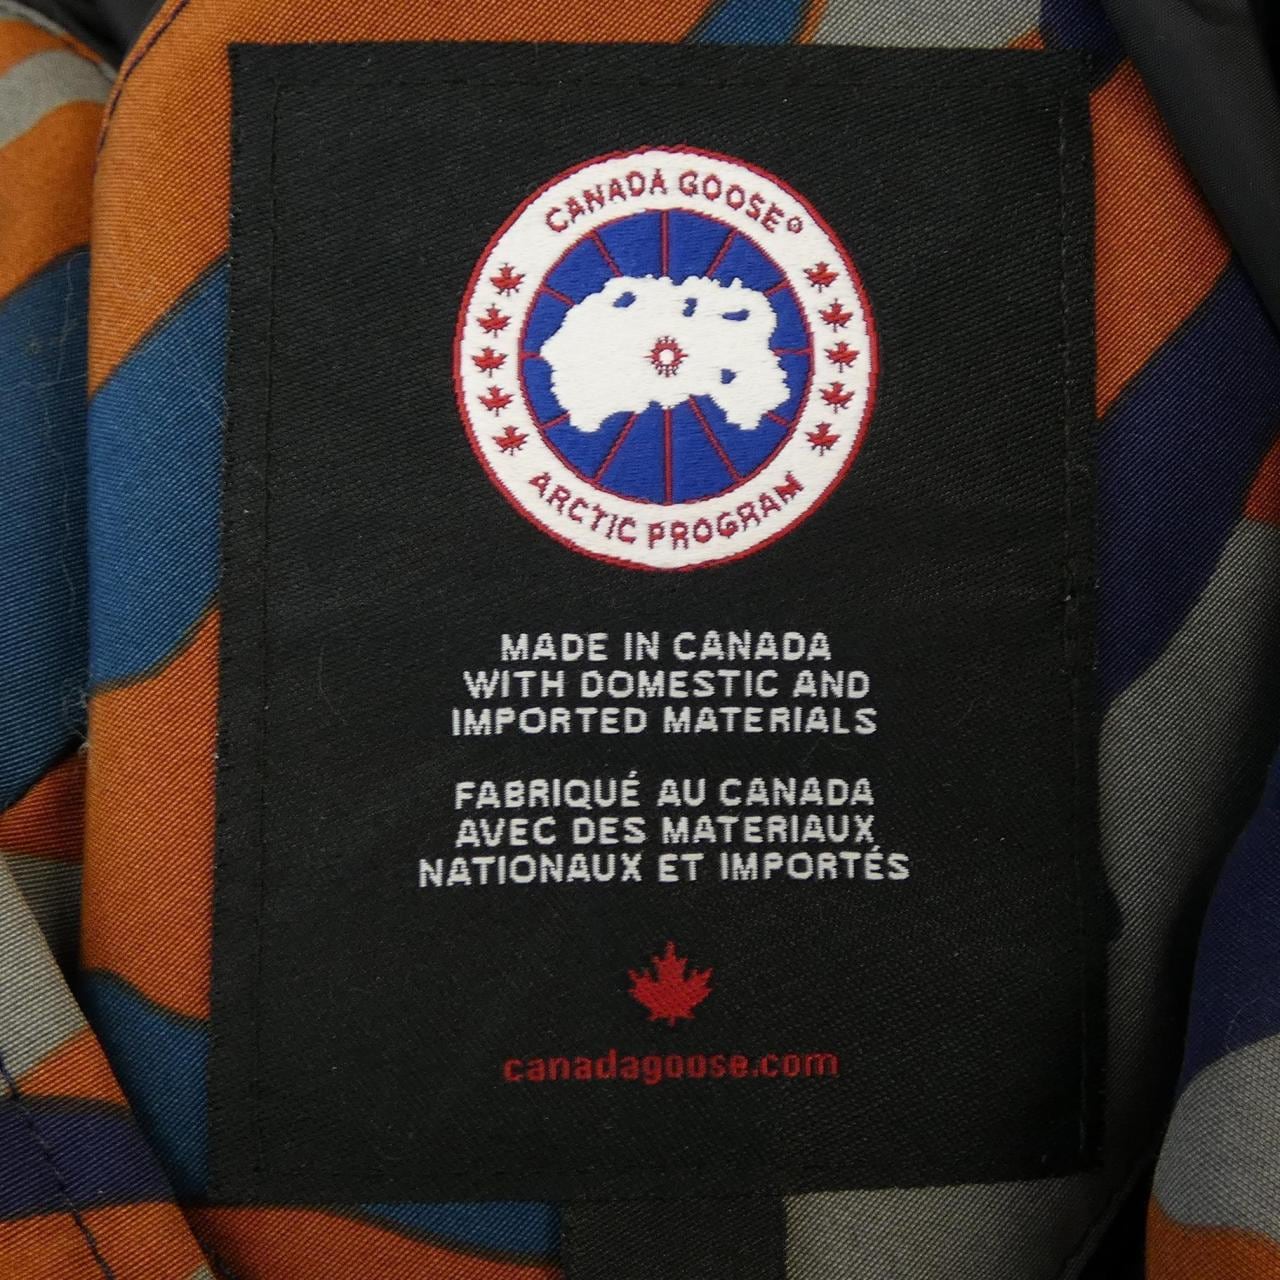 CANADA GOOSE®
ARCTIC PROGRAM
MADE IN CANADA
WITH DOMESTIC AND
IMPORTED MATERIALS
FABRIQUÉ AU CANADA
AVEC DES MATERIAUX
NATIONAUX ET IMPORTÉS
canadagoose.com